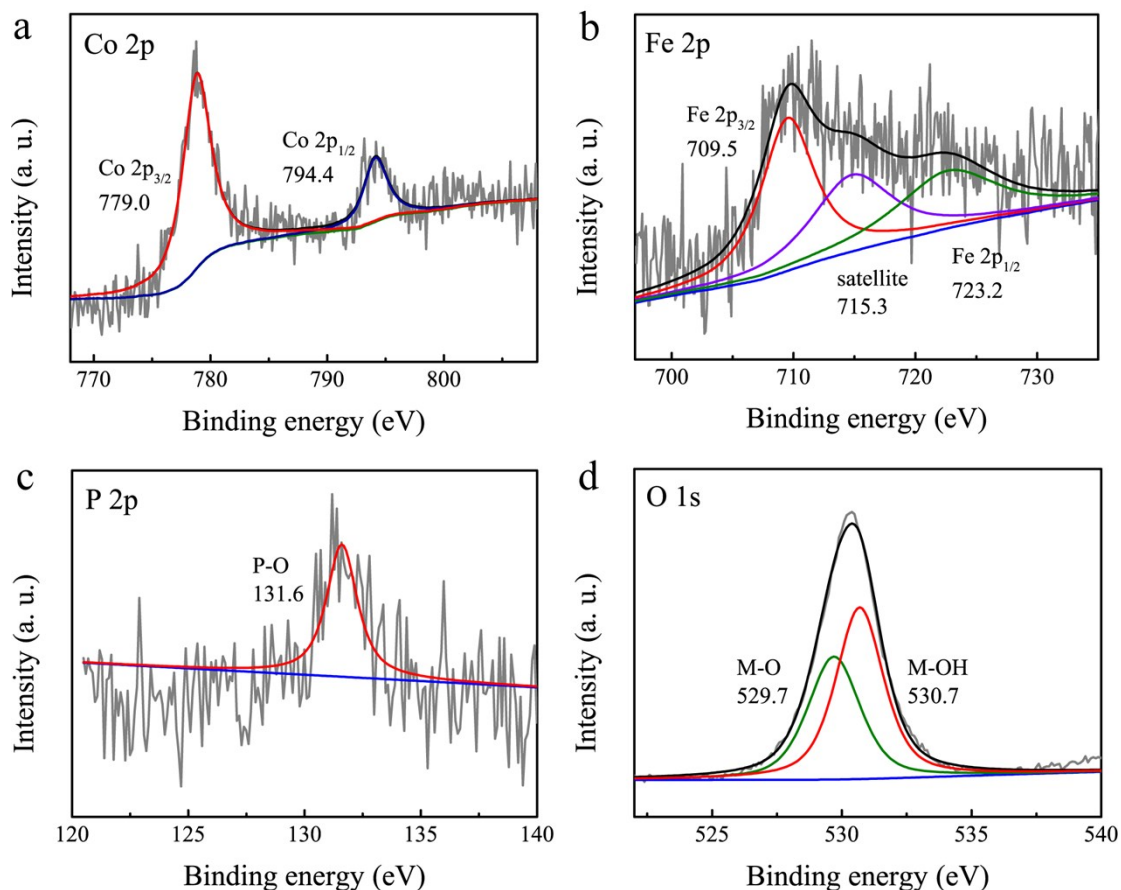 a
Co 2p
Co 2p3/2
779.0
Co 2p1/2
794.4
Intensity (a. u.)
770 780 790 800
Binding energy (eV)
b
Fe 2p
Fe 2p3/2
709.5
satellite
715.3
Fe 2p1/2
723.2
Intensity (a. u.)
700 710 720 730
Binding energy (eV)
c
P 2p
P-O
131.6
Intensity (a. u.)
120 125 130 135 140
Binding energy (eV)
d
O 1s
M-O
529.7
M-OH
530.7
Intensity (a. u.)
525 530 535 540
Binding energy (eV)